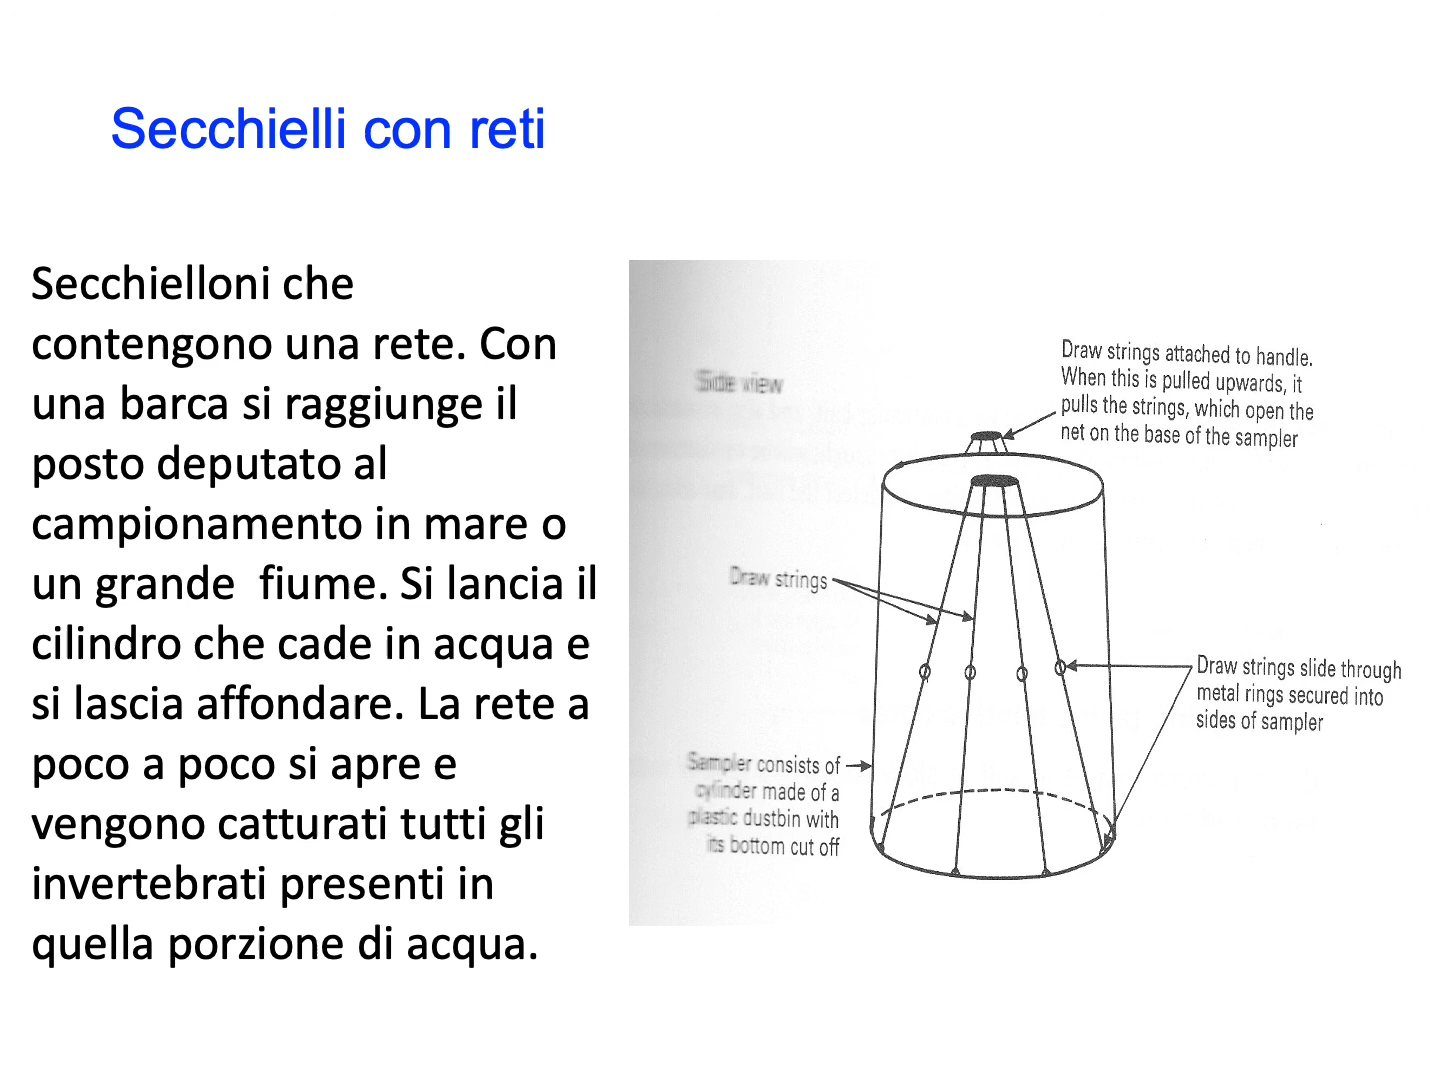 Secchielli con reti
Secchielloni che
contengono una rete. Con
una barca si raggiunge il
posto deputato al
campionamento in mare o
un grande  fiume. Si lancia il
cilindro che cade in acqua e
si lascia affondare. La rete a
poco a poco si apre e
vengono catturati tutti gli
invertebrati presenti in
quella porzione di acqua.
Side view
Draw strings attached to handle.
When this is pulled upwards, it
pulls the strings, which open the
net on the base of the sampler
Draw strings
Draw strings slide through
metal rings secured into
sides of sampler
Sampler consists of
cylinder made of a
plastic dustbin with
its bottom cut off